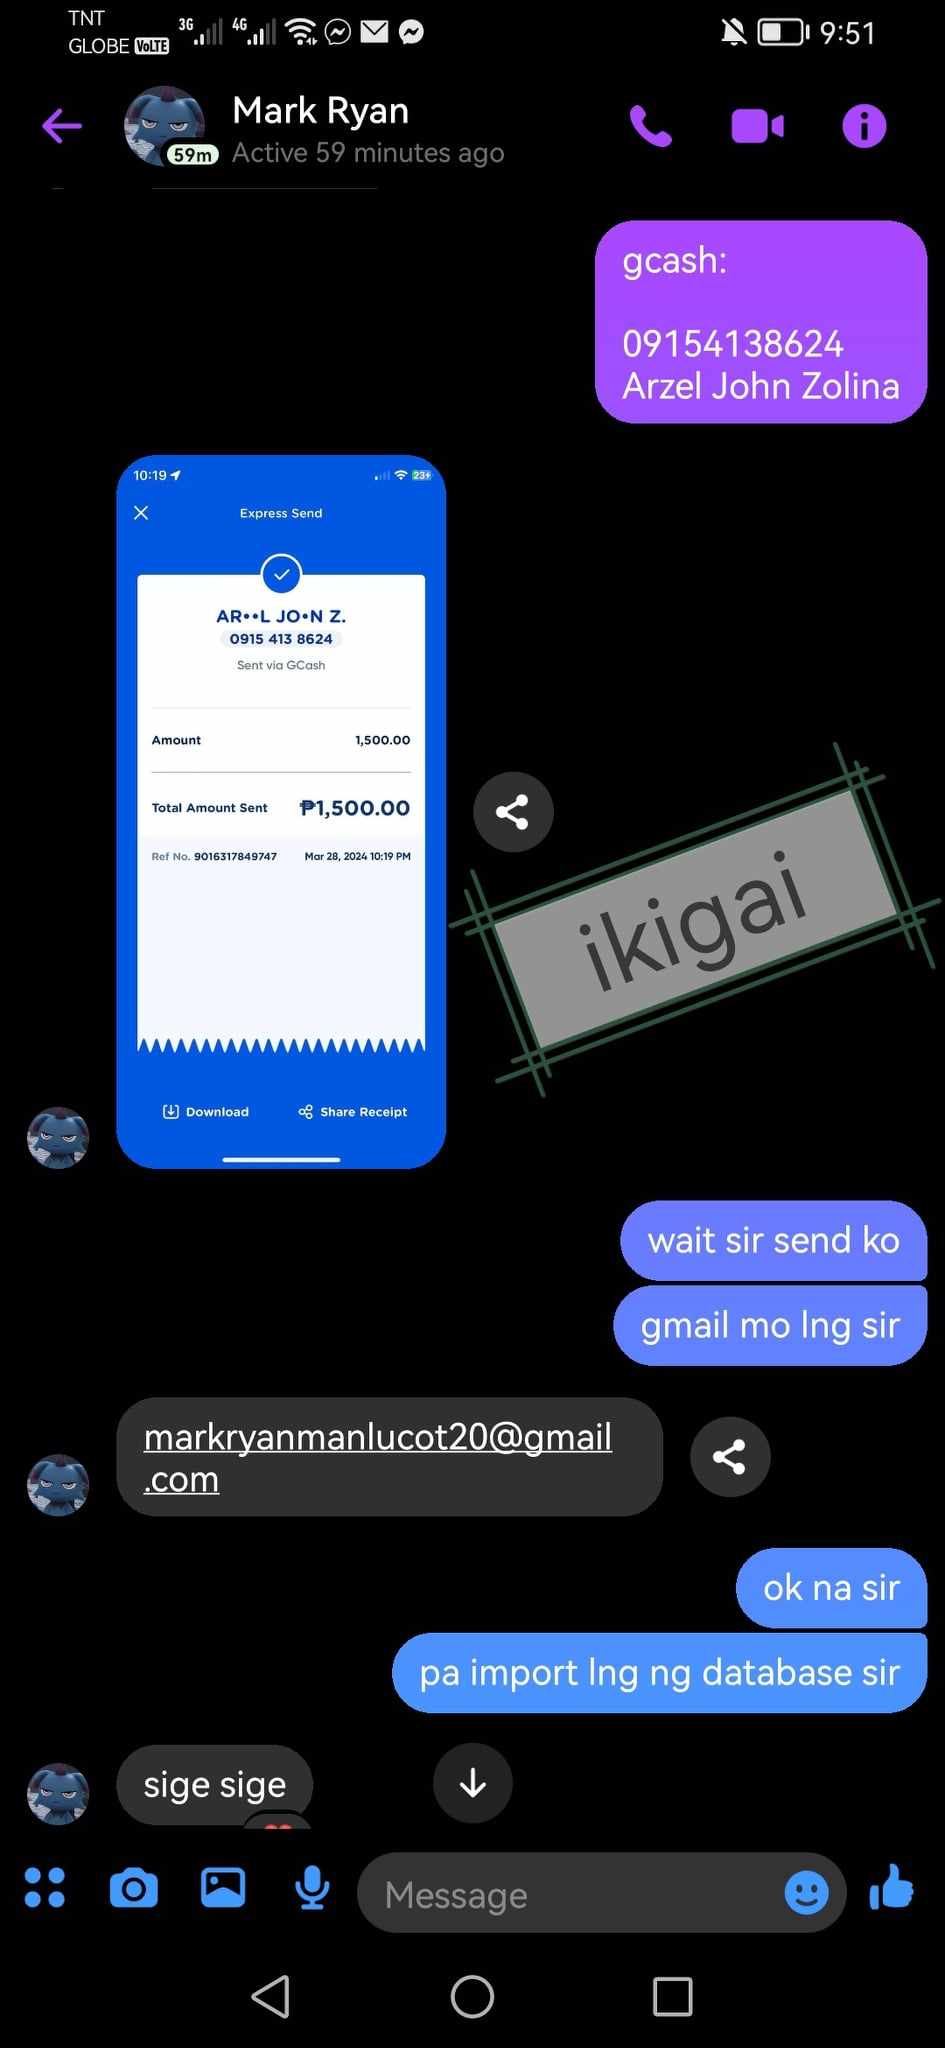 TNT
GLOBE VoLTE
3G
4G
9:51
Mark Ryan
59m
Active 59 minutes ago
gcash:
09154138624
Arzel John Zolina
10:19
23
Express Send
AR••L JO•N Z.
0915 413 8624
Sent via GCash
Amount 1,500.00
Total Amount Sent ₱1,500.00
Ref No. 9016317849747 Mar 28, 2024 10:19 PM
Download
Share Receipt
ikigai
wait sir send ko
gmail mo lng sir
markryanmanlucot20@gmail
.com
ok na sir
pa import lng ng database sir
sige sige
Message